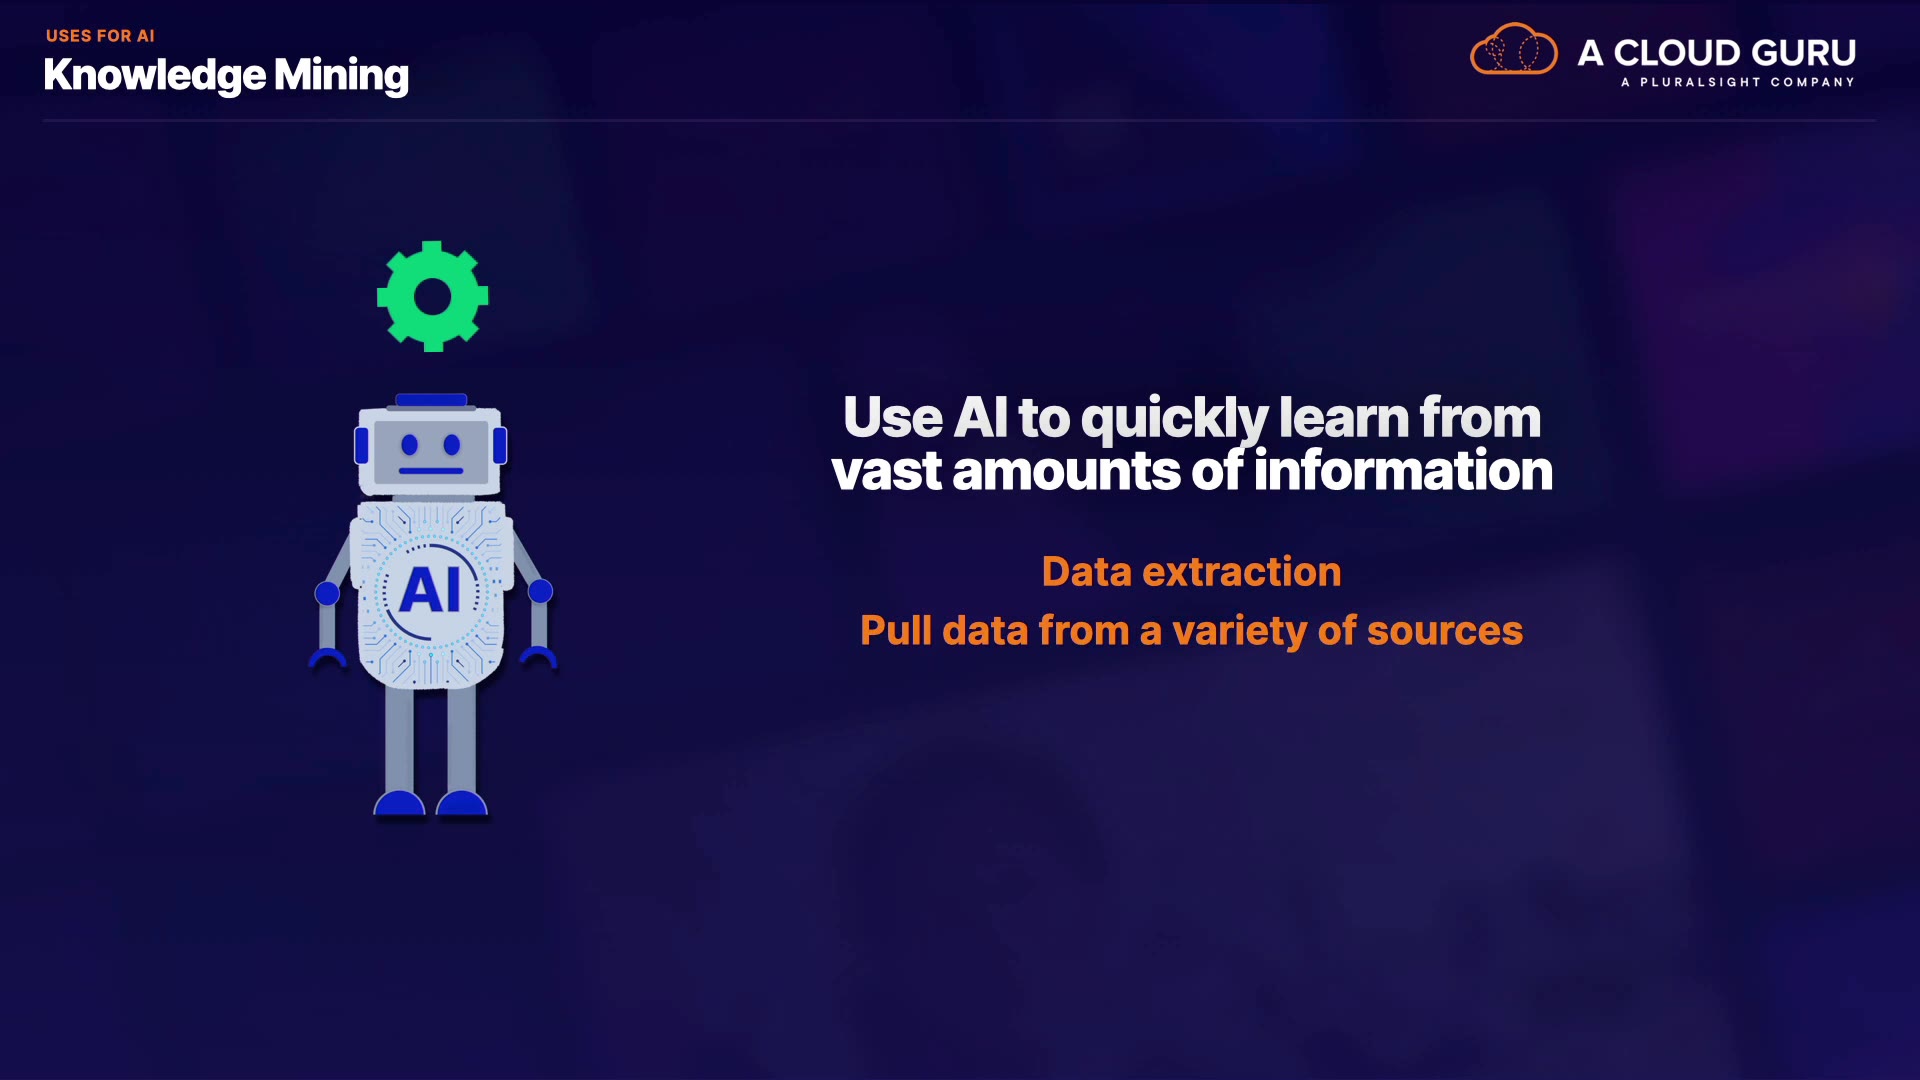 USES FOR AI
Knowledge Mining
A CLOUD GURU
A PLURALSIGHT COMPANY
AI
Use AI to quickly learn from
vast amounts of information
Data extraction
Pull data from a variety of sources